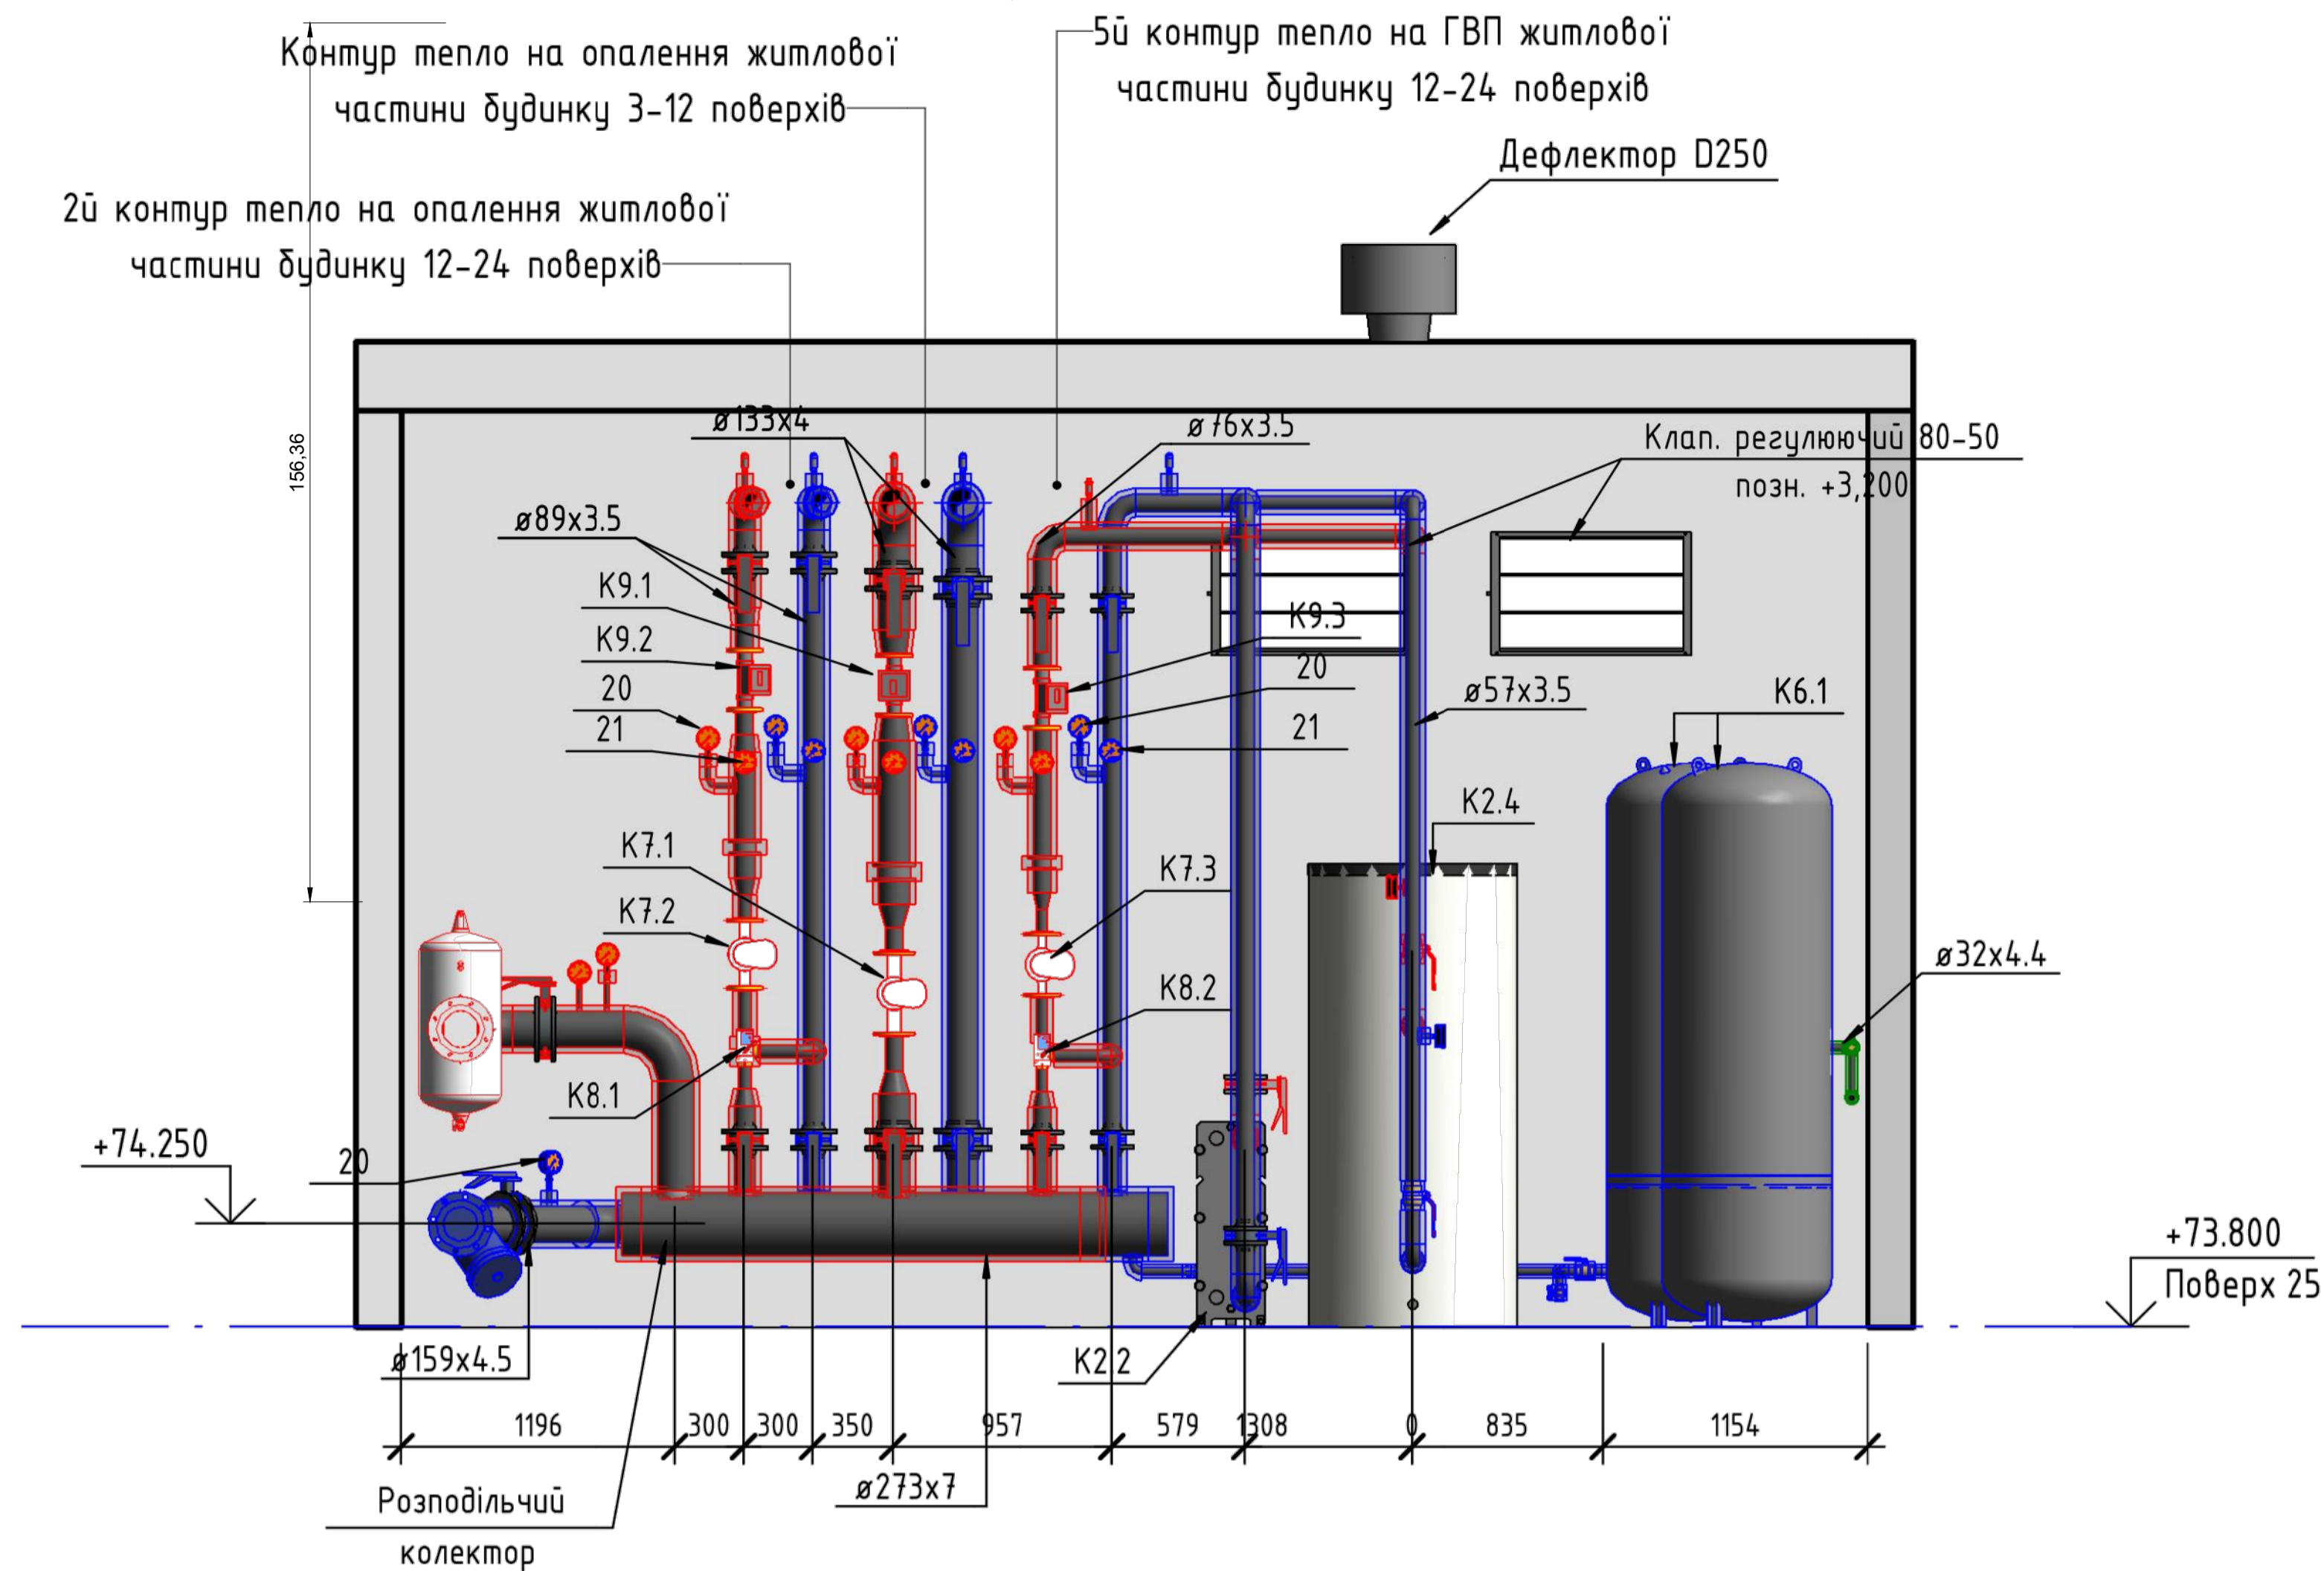 Контур тепло на опалення житлової
частини будинку 3-12 поверхів
5й контур тепло на ГВП житлової
частини будинку 12-24 поверхів
Дефлектор D250
2й контур тепло на опалення житлової
частини будинку 12-24 поверхів
156,36
ø133x4
ø76x3.5
Клап. регулюючий 80-50
позн. +3,200
ø89x3.5
K9.1
K9.2
K9.3
20
20
21
21
ø57x3.5
K6.1
K7.1
K7.2
K7.3
K2.4
K8.2
K8.1
ø32x4.4
+74.250
20
+73.800
Поверх 25
ø159x4.5
K2.2
1196
300
300
350
957
579
1308
0
835
1154
ø273x7
Розподільчий
колектор